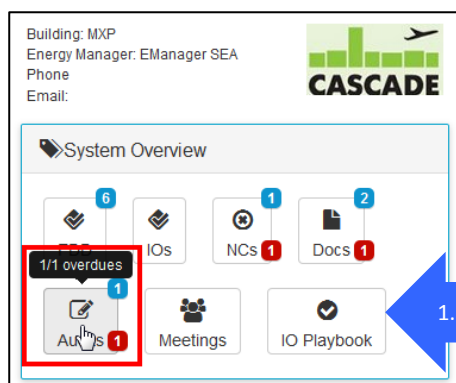 Building: MXP
Energy Manager: EManager SEA
Phone
Email:
CASCADE
System Overview
6
1
2
IOs
NCs 1
Docs 1
1/1 overdues
1
1
Meetings
IO Playbook
1.